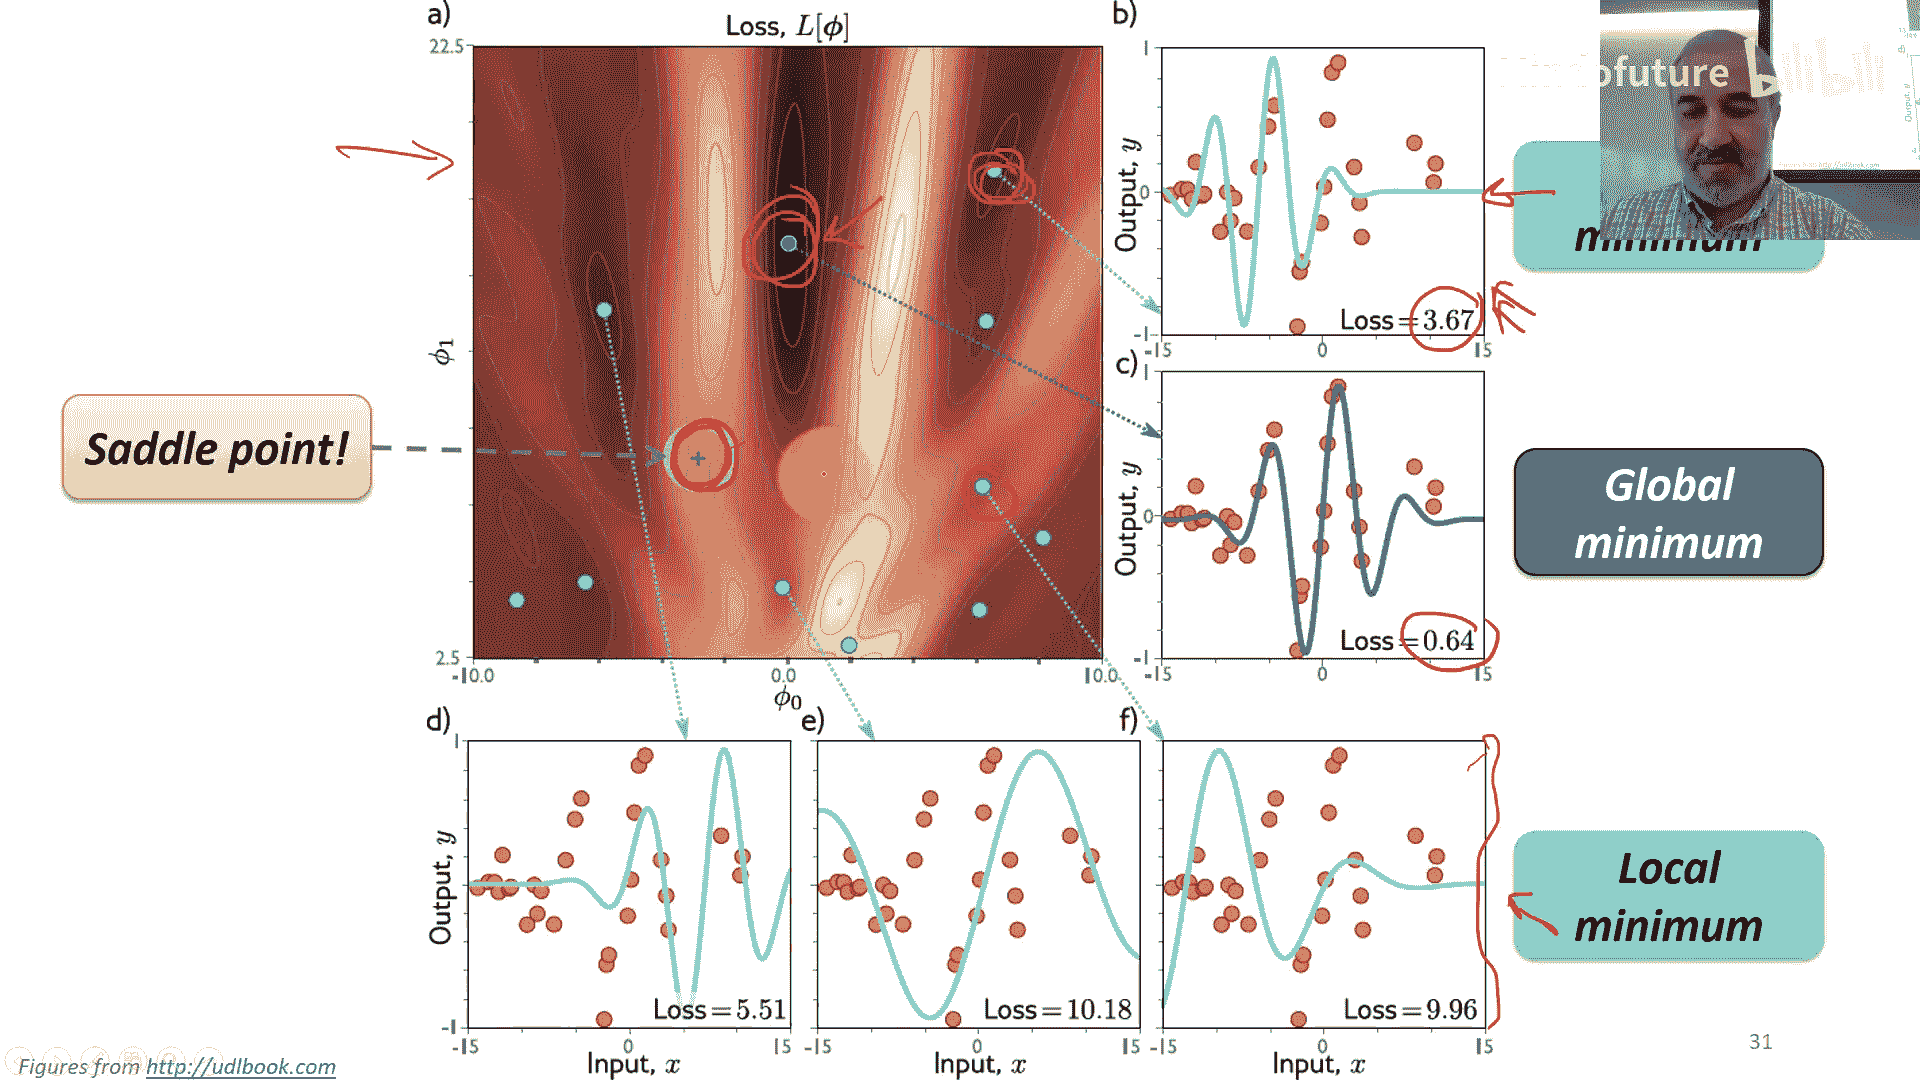 a)
Loss, L[ϕ]
22.5
ϕ1
2.5
-10.0
0.0
10.0
ϕ0
Saddle point!
b)
1
Output, y
0
-1
Loss=3.67
-15
0
15
ofuture
minimum
c)
1
Output, y
0
-1
Loss=0.64
-15
0
15
Global
minimum
d)
1
Output, y
0
-1
Loss=5.51
-15
0
15
Input, x
e)
Loss=10.18
-15
0
15
Input, x
f)
Loss=9.96
-15
0
15
Input, x
Local
minimum
31
Figures from http://udlbook.com